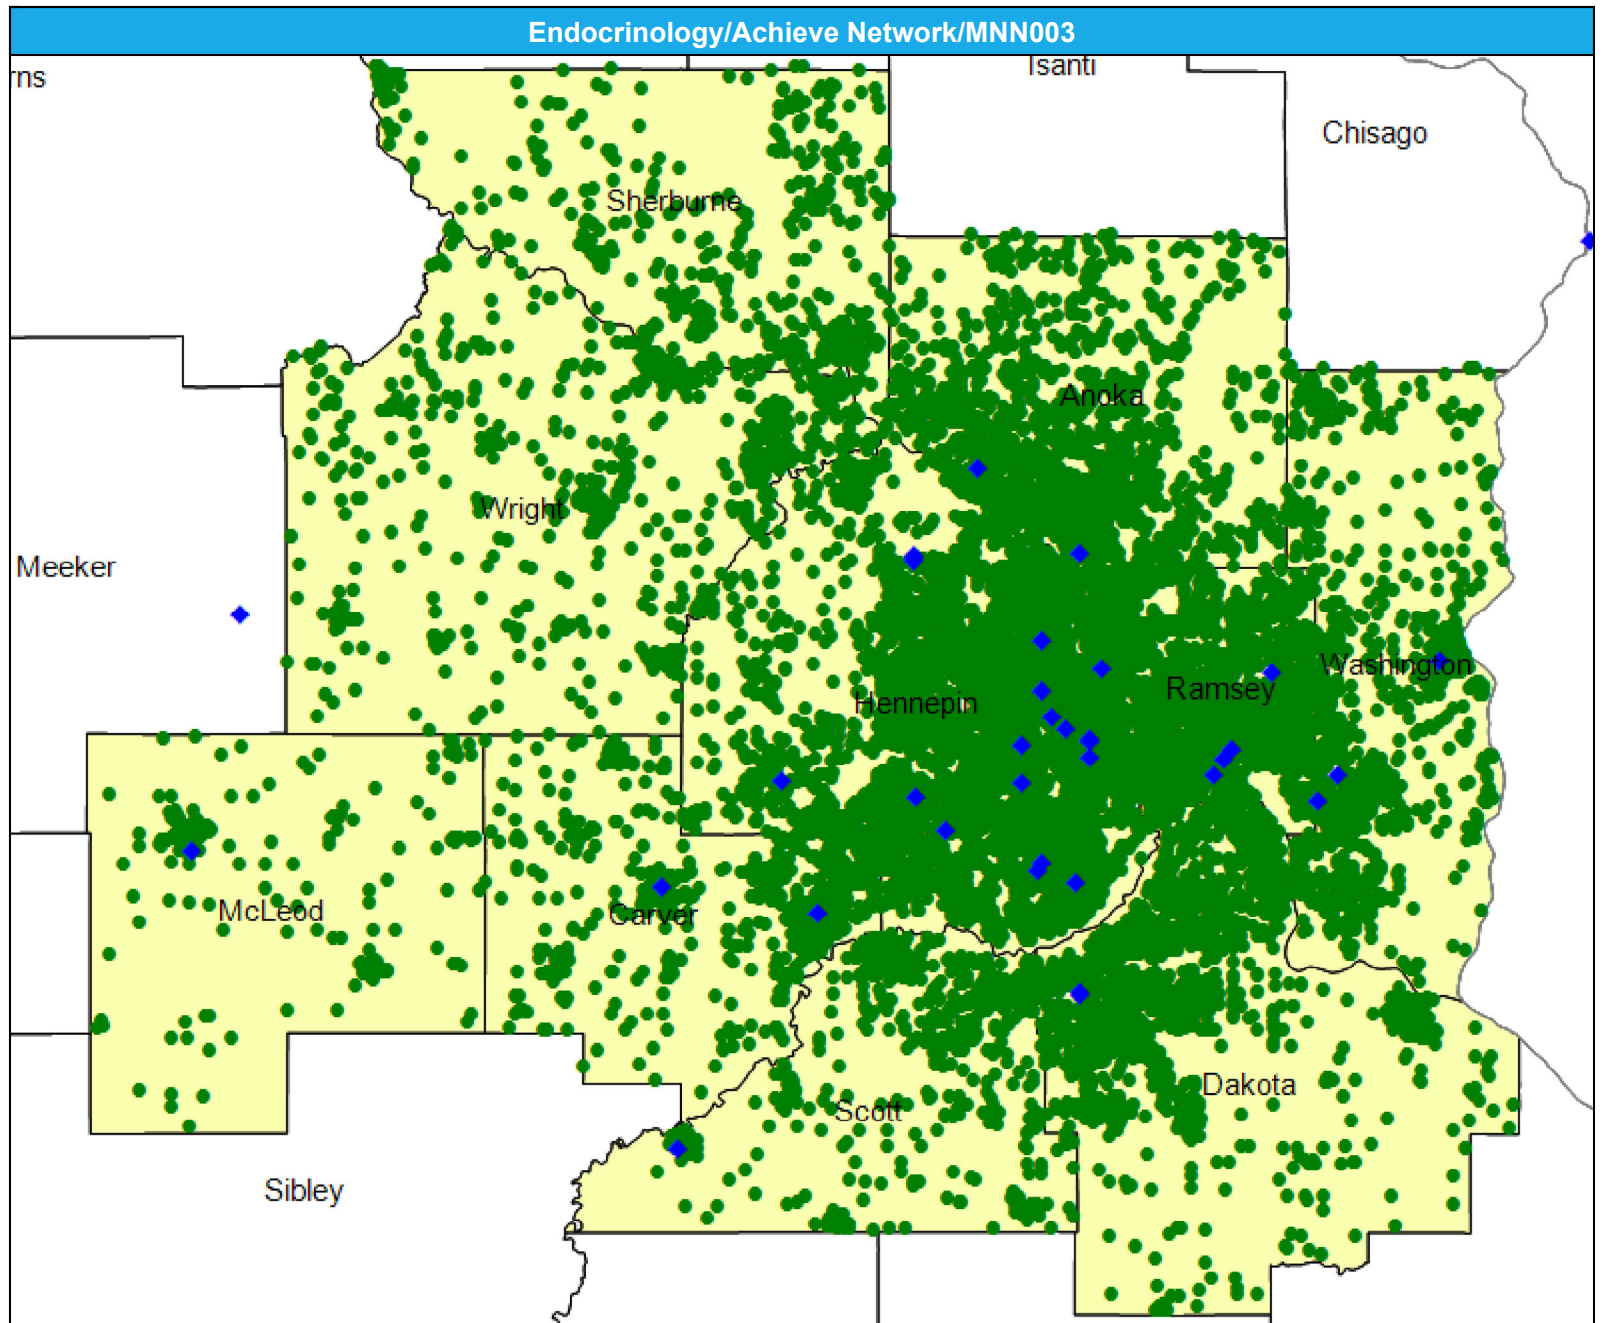 Endocrinology/Achieve Network/MNN003
rns
Isanti
Chisago
Sherburne
Anoka
Wright
Meeker
Washington
Ramsey
Hennepin
McLeod
Carver
Dakota
Scott
Sibley